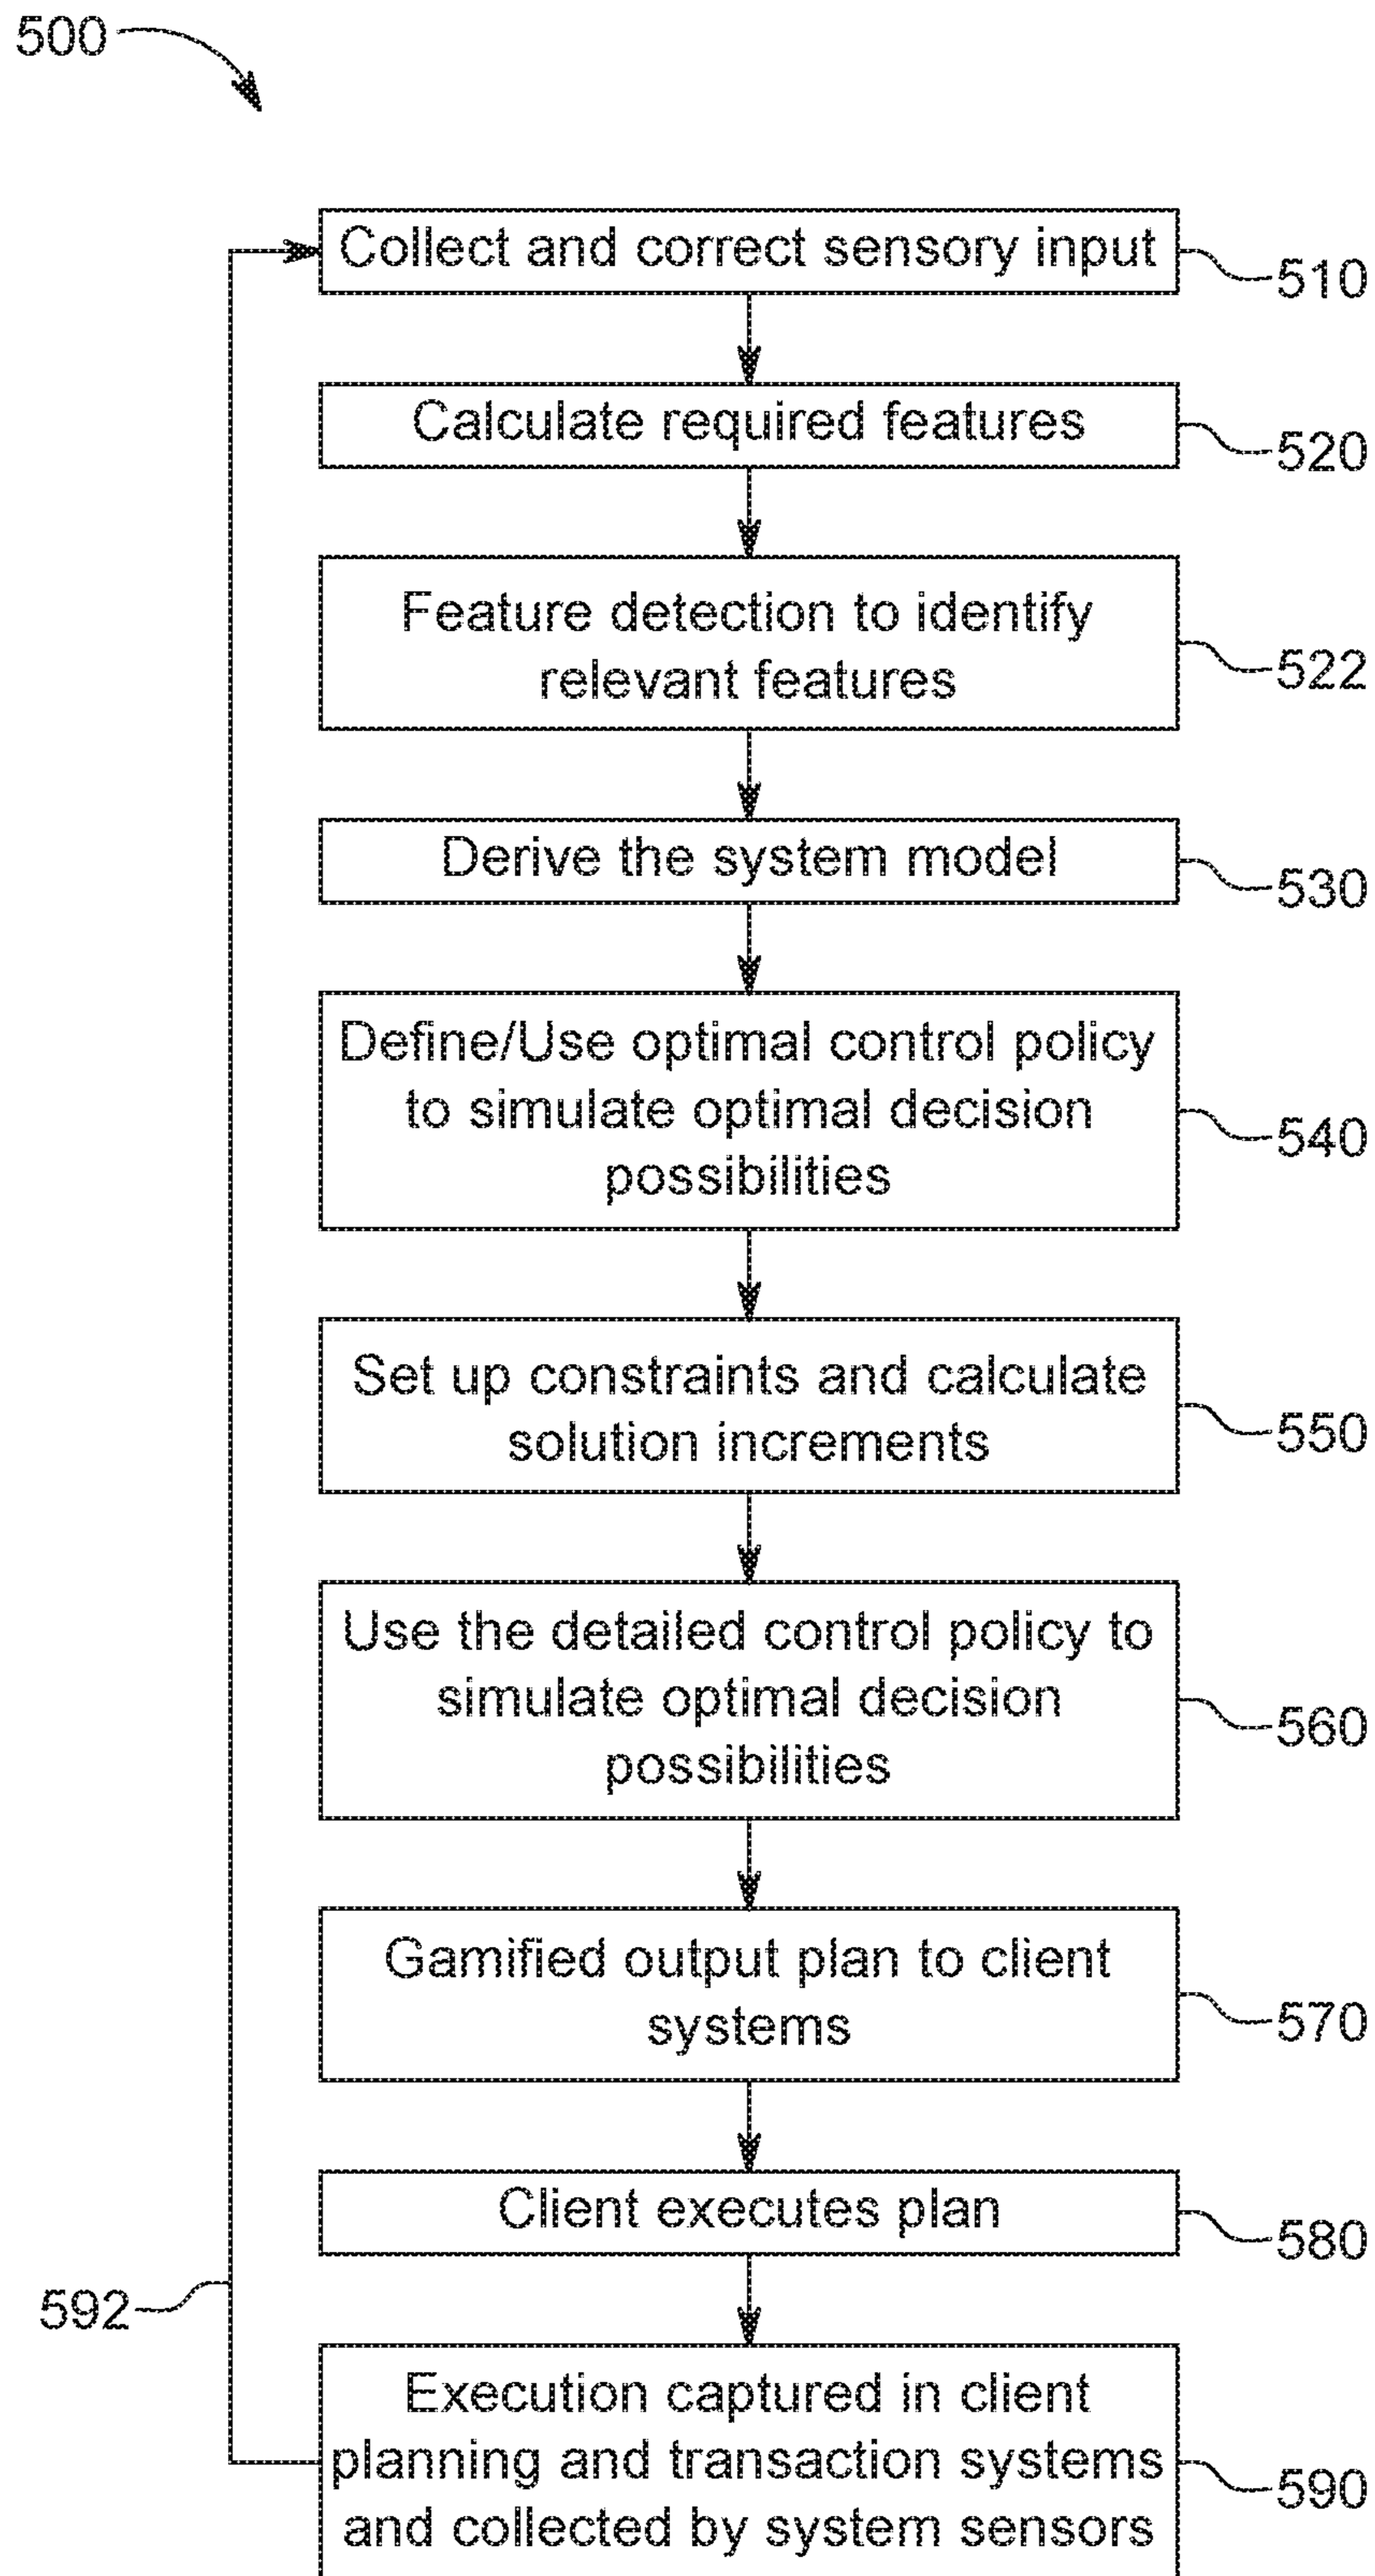 500
Collect and correct sensory input
510
Calculate required features
520
Feature detection to identify
relevant features
522
Derive the system model
530
Define/Use optimal control policy
to simulate optimal decision
possibilities
540
Set up constraints and calculate
solution increments
550
Use the detailed control policy to
simulate optimal decision
possibilities
560
Gamified output plan to client
systems
570
Client executes plan
580
592
Execution captured in client
planning and transaction systems
and collected by system sensors
590